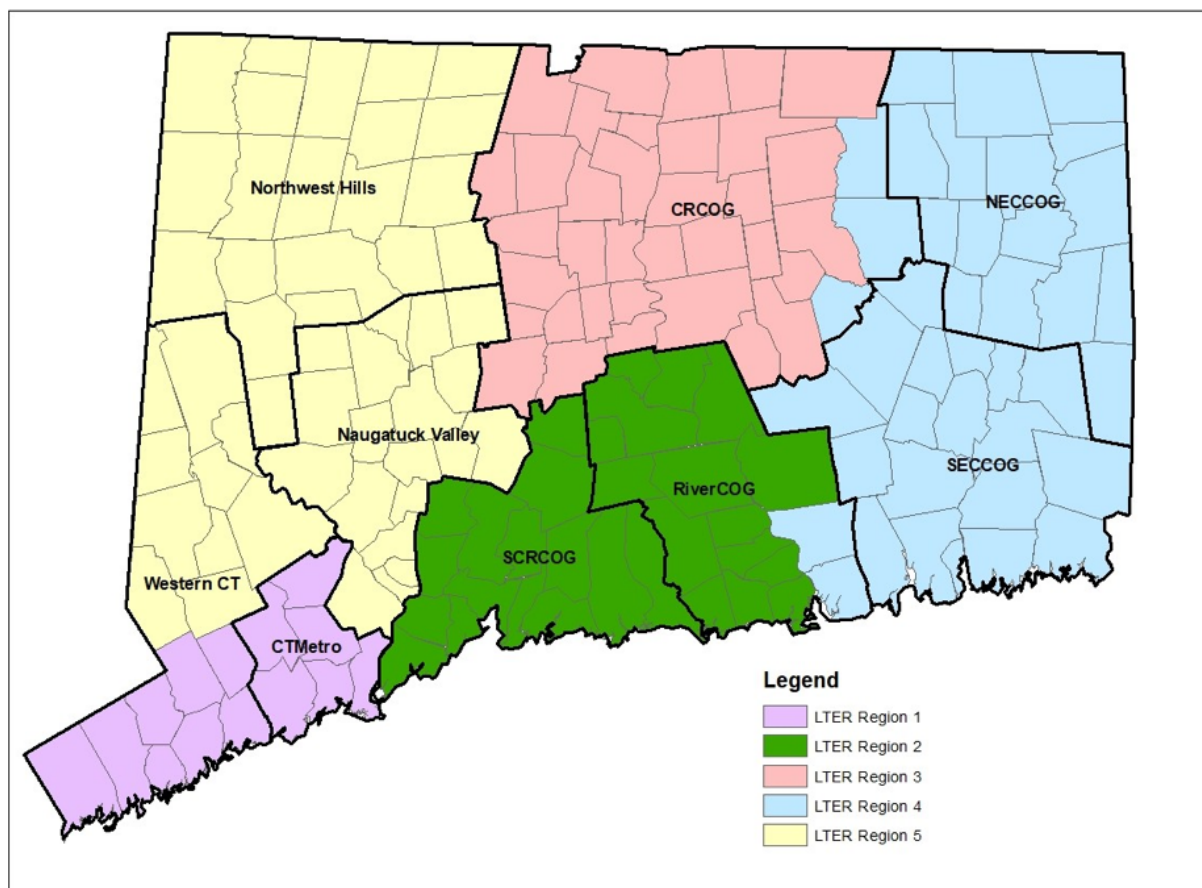 Northwest Hills
CRCOG
NECCOG
Naugatuck Valley
SECCOG
RiverCOG
SCRCOG
Western CT
CTMetro
Legend
LTER Region 1
LTER Region 2
LTER Region 3
LTER Region 4
LTER Region 5